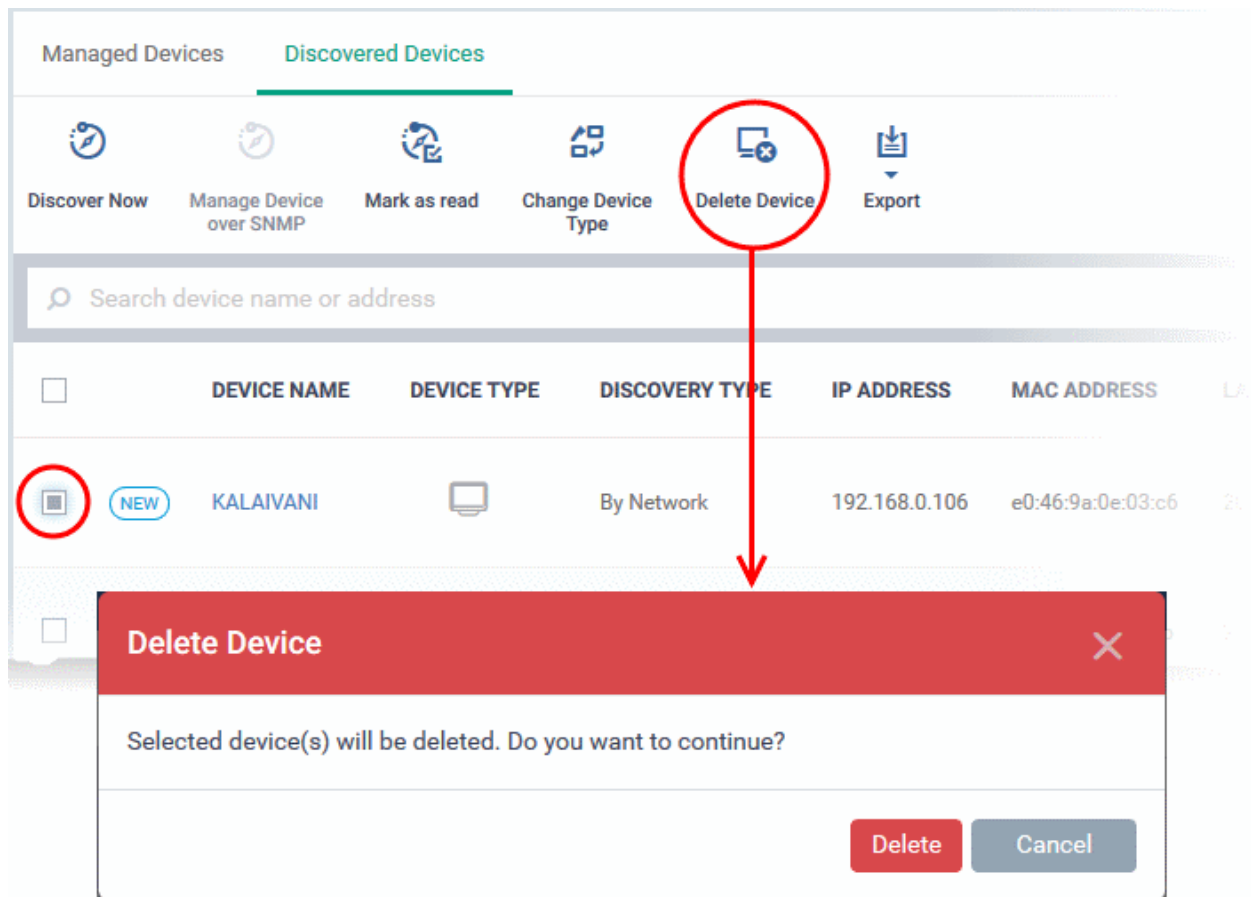 Managed Devices Discovered Devices
Discover Now Manage Device over SNMP Mark as read Change Device Type Delete Device Export
Search device name or address
DEVICE NAME DEVICE TYPE DISCOVERY TYPE IP ADDRESS MAC ADDRESS
NEW KALAIVANI By Network 192.168.0.106 e0:46:9a:0e:03:c6
Delete Device
Selected device(s) will be deleted. Do you want to continue?
Delete Cancel